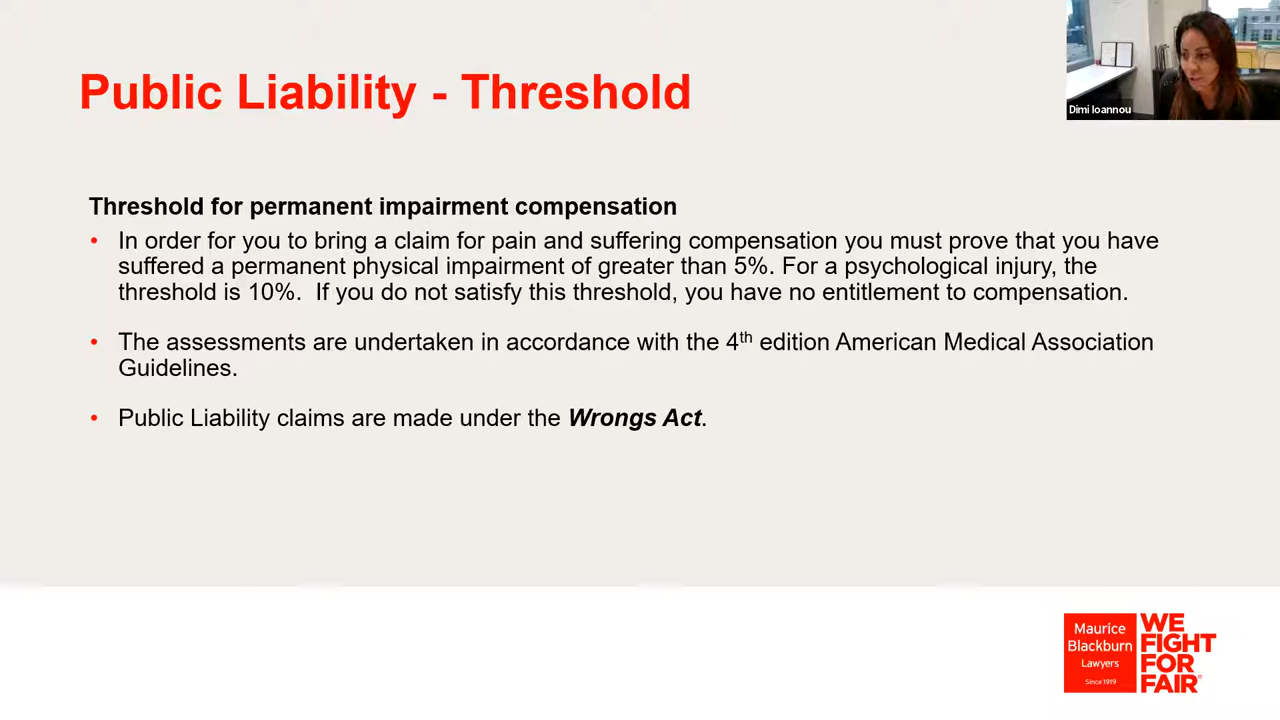 Public Liability - Threshold
Dimi Ioannou
Threshold for permanent impairment compensation
• In order for you to bring a claim for pain and suffering compensation you must prove that you have
suffered a permanent physical impairment of greater than 5%. For a psychological injury, the
threshold is 10%.  If you do not satisfy this threshold, you have no entitlement to compensation.
• The assessments are undertaken in accordance with the 4th edition American Medical Association
Guidelines.
• Public Liability claims are made under the Wrongs Act.
Maurice
Blackburn
Lawyers
Since 1919
WE
FIGHT
FOR
FAIR